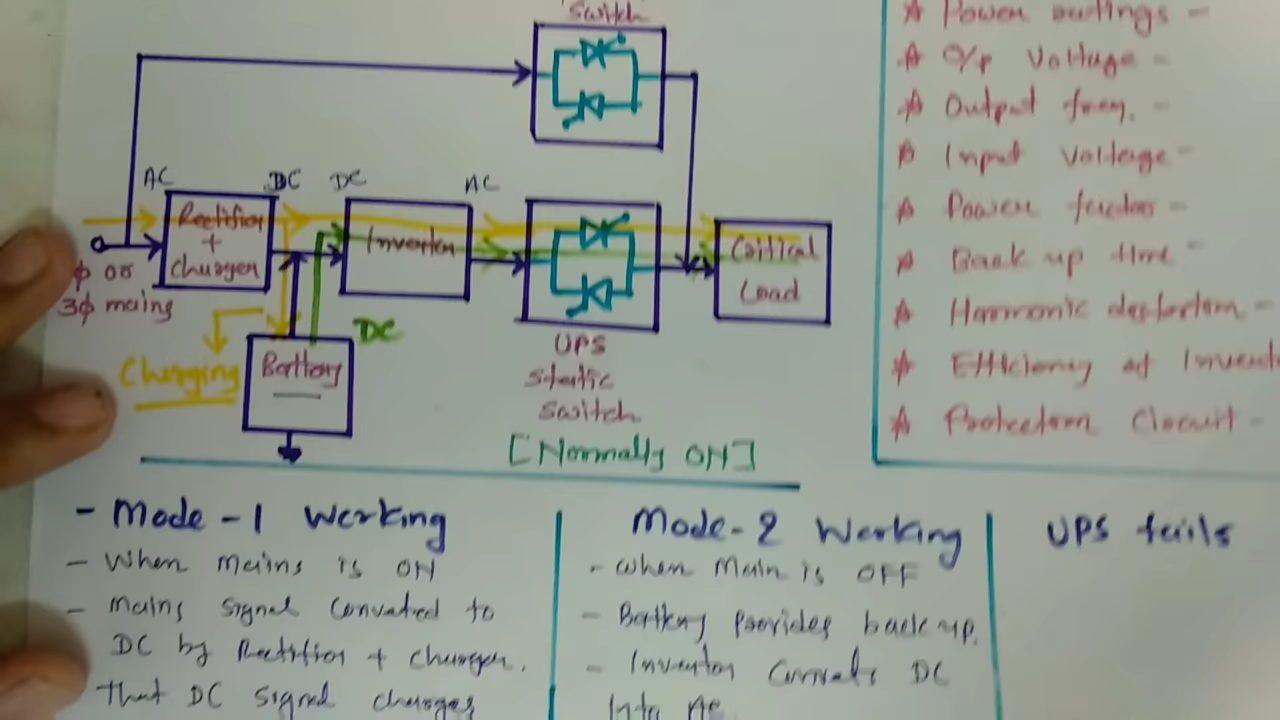 Switch
AC
DC
DC
AC
Rectifier
+
Charger
Inverter
Critical
Load
φ or
3φ mains
Charging
Battery
DC
UPS
Static
Switch
[Normally ON]
* Power ratings -
* O/p Voltage -
* Output freq. -
* Input Voltage -
* Power factor -
* Back up time -
* Harmonic distortion -
* Efficiency of
* Protection Circuit -
- Mode-1 Working
- When Mains is ON
- Mains Signal Converted to
DC by Rectifier + Charger.
That DC Signal charges
Mode-2 Working
- When Main is OFF
- Battery Provides back up.
- Inverter Converts DC
Into AC
UPS fails